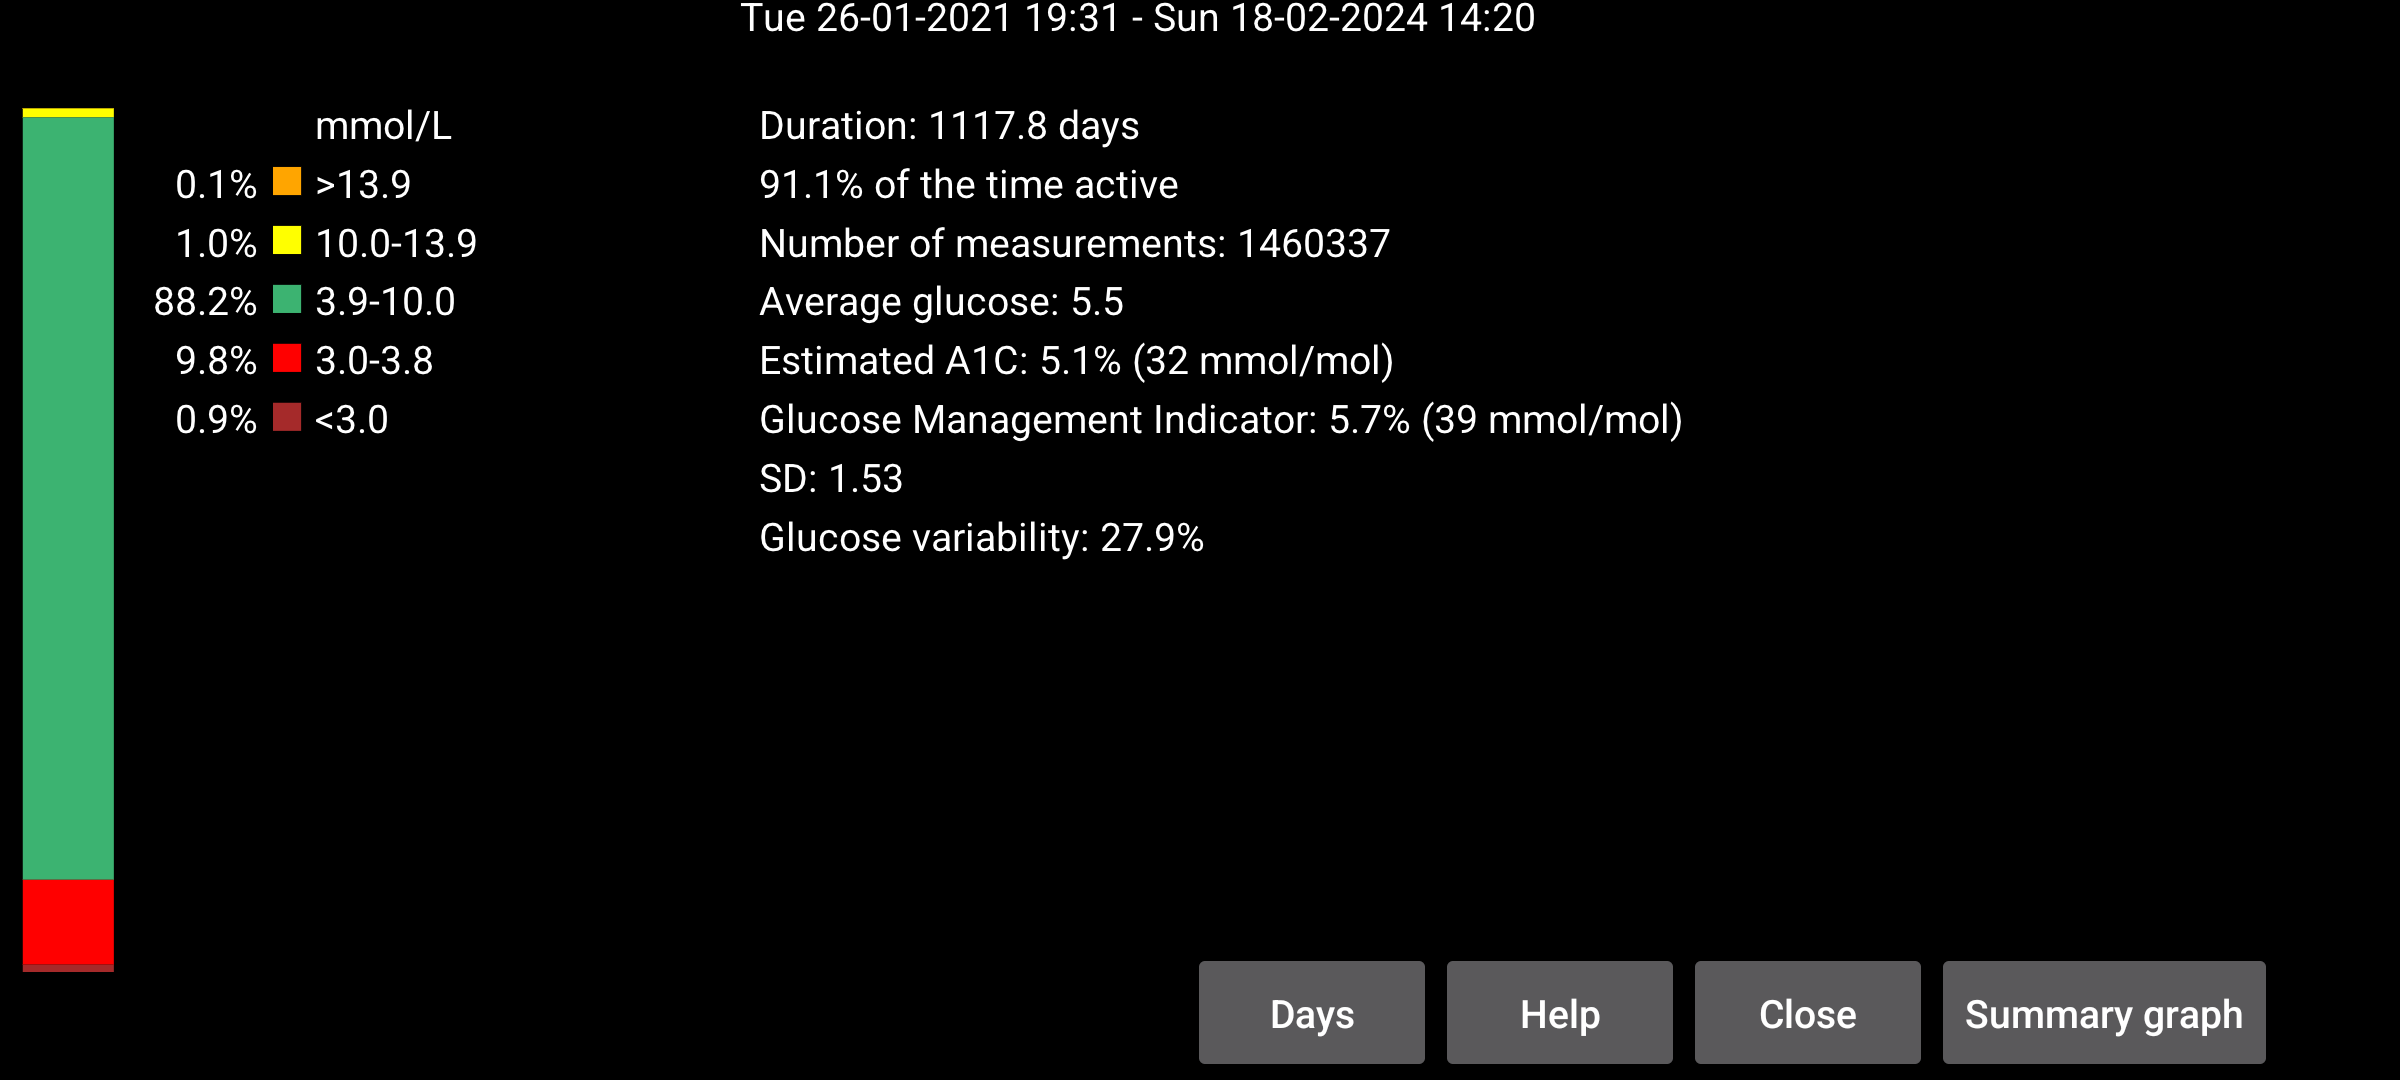 Tue 26-01-2021 19:31 - Sun 18-02-2024 14:20
mmol/L
0.1% >13.9
1.0% 10.0-13.9
88.2% 3.9-10.0
9.8% 3.0-3.8
0.9% <3.0
Duration: 1117.8 days
91.1% of the time active
Number of measurements: 1460337
Average glucose: 5.5
Estimated A1C: 5.1% (32 mmol/mol)
Glucose Management Indicator: 5.7% (39 mmol/mol)
SD: 1.53
Glucose variability: 27.9%
Days Help Close Summary graph